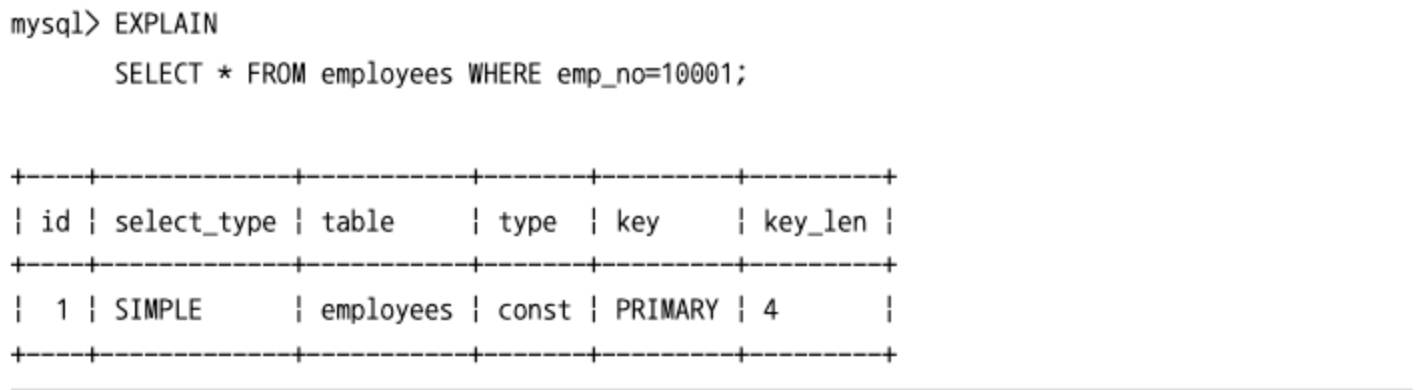 mysql> EXPLAIN
       SELECT * FROM employees WHERE emp_no=10001;

+----+-------------+-----------+-------+---------+---------+
| id | select_type | table     | type  | key     | key_len |
+----+-------------+-----------+-------+---------+---------+
|  1 | SIMPLE      | employees | const | PRIMARY | 4       |
+----+-------------+-----------+-------+---------+---------+